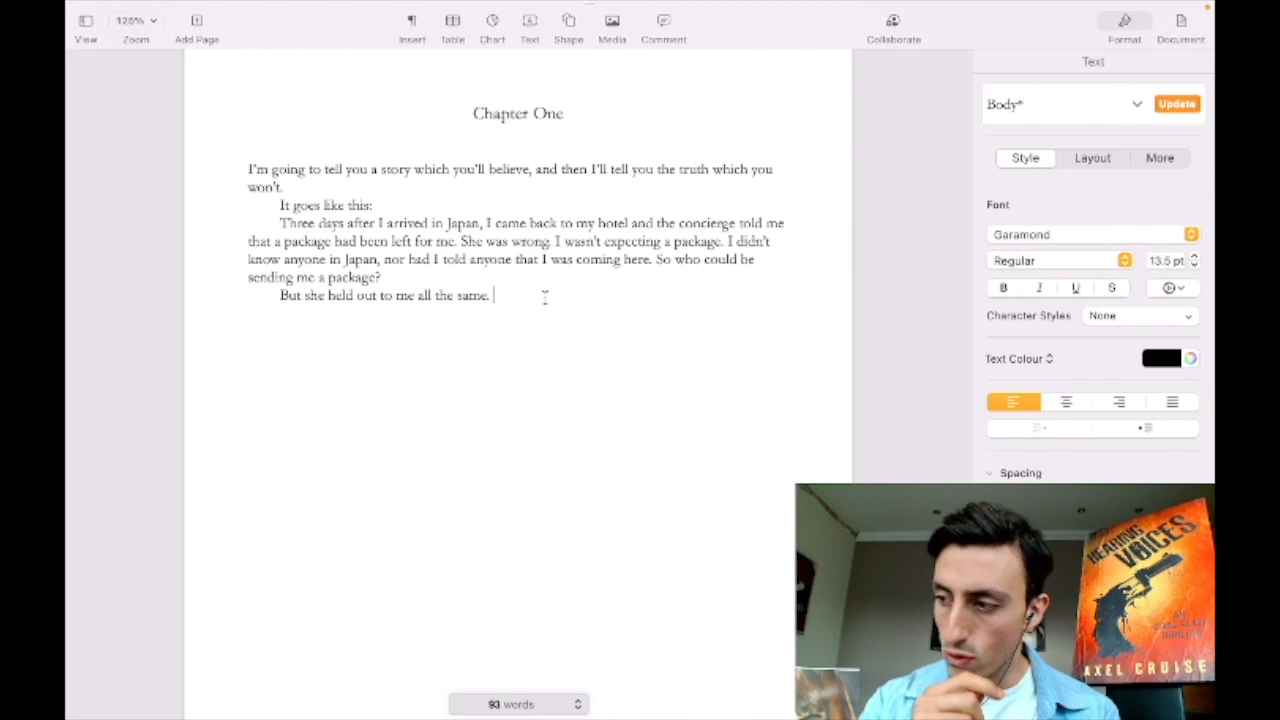 128%
View
Zoom
Add Page
Insert
Table
Chart
Text
Shape
Media
Comment
Collaborate
Format
Document
Text
Body*
Update
Style
Layout
More
Font
Garamond
Regular
13.5 pt
B I U S
Character Styles
None
Text Colour
Spacing
Chapter One
I'm going to tell you a story which you'll believe, and then I'll tell you the truth which you
won't.
It goes like this:
Three days after I arrived in Japan, I came back to my hotel and the concierge told me
that a package had been left for me. She was wrong. I wasn't expecting a package. I didn't
know anyone in Japan, nor had I told anyone that I was coming here. So who could be
sending me a package?
But she held out to me all the same.
93 words
HEARING
VOICES
AN
THRILLER
AXEL CRUISE